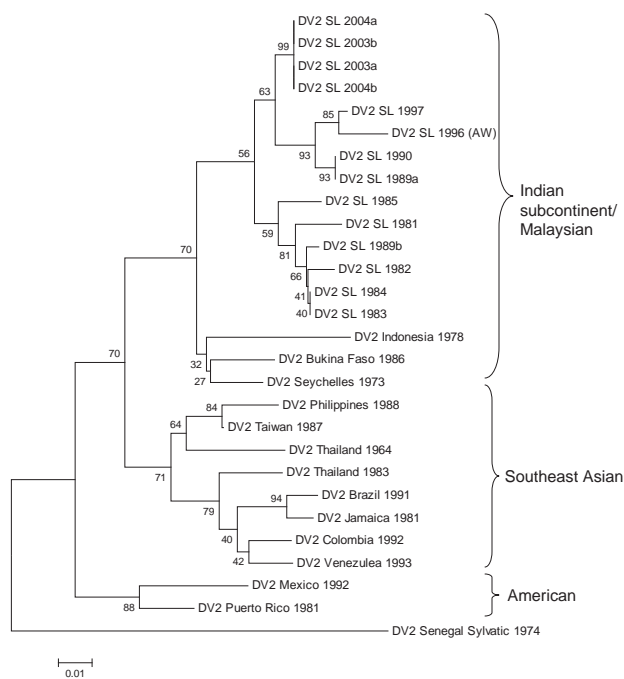 DV2 SL 2004a
99
DV2 SL 2003b
DV2 SL 2003a
DV2 SL 2004b
63
DV2 SL 1997
85
DV2 SL 1996 (AW)
93
DV2 SL 1990
93
DV2 SL 1989a
56
DV2 SL 1985
59
DV2 SL 1981
81
DV2 SL 1989b
66
DV2 SL 1982
41
DV2 SL 1984
40
DV2 SL 1983
70
DV2 Indonesia 1978
32
DV2 Bukina Faso 1986
27
DV2 Seychelles 1973
Indian
subcontinent/
Malaysian
70
84
DV2 Philippines 1988
64
DV2 Taiwan 1987
DV2 Thailand 1964
71
DV2 Thailand 1983
79
94
DV2 Brazil 1991
DV2 Jamaica 1981
40
DV2 Colombia 1992
42
DV2 Venezulea 1993
Southeast Asian
DV2 Mexico 1992
88
DV2 Puerto Rico 1981
American
DV2 Senegal Sylvatic 1974
0.01